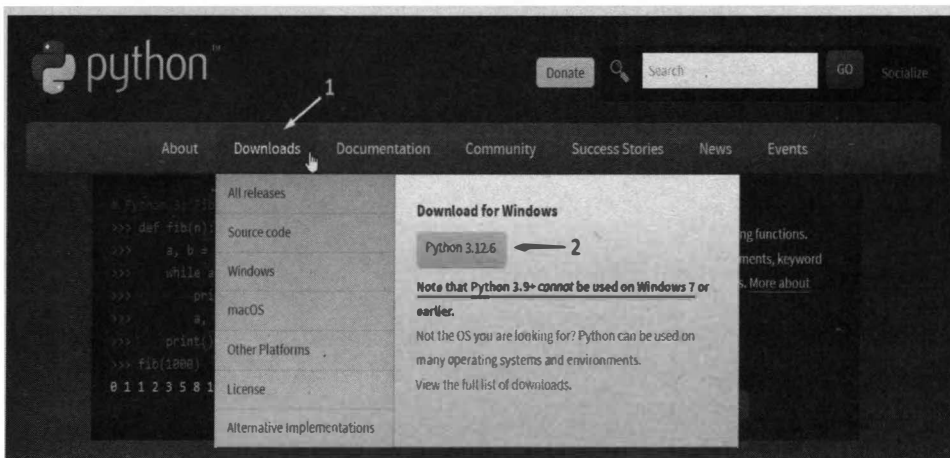 python™
Donate
Search
GO
Socialize
1
About
Downloads
Documentation
Community
Success Stories
News
Events
All releases
Source code
Windows
macOS
Other Platforms
License
Alternative Implementations
Download for Windows
Python 3.12.6
2
Note that Python 3.9+ cannot be used on Windows 7 or
earlier.
Not the OS you are looking for? Python can be used on
many operating systems and environments.
View the full list of downloads.
>>> def fib(n):
>>> a, b =
>>> while a
>>> pri
>>> a,
>>> print()
>>> fib(1000)
0 1 1 2 3 5 8 1
ng functions.
ments, keyword
s. More about